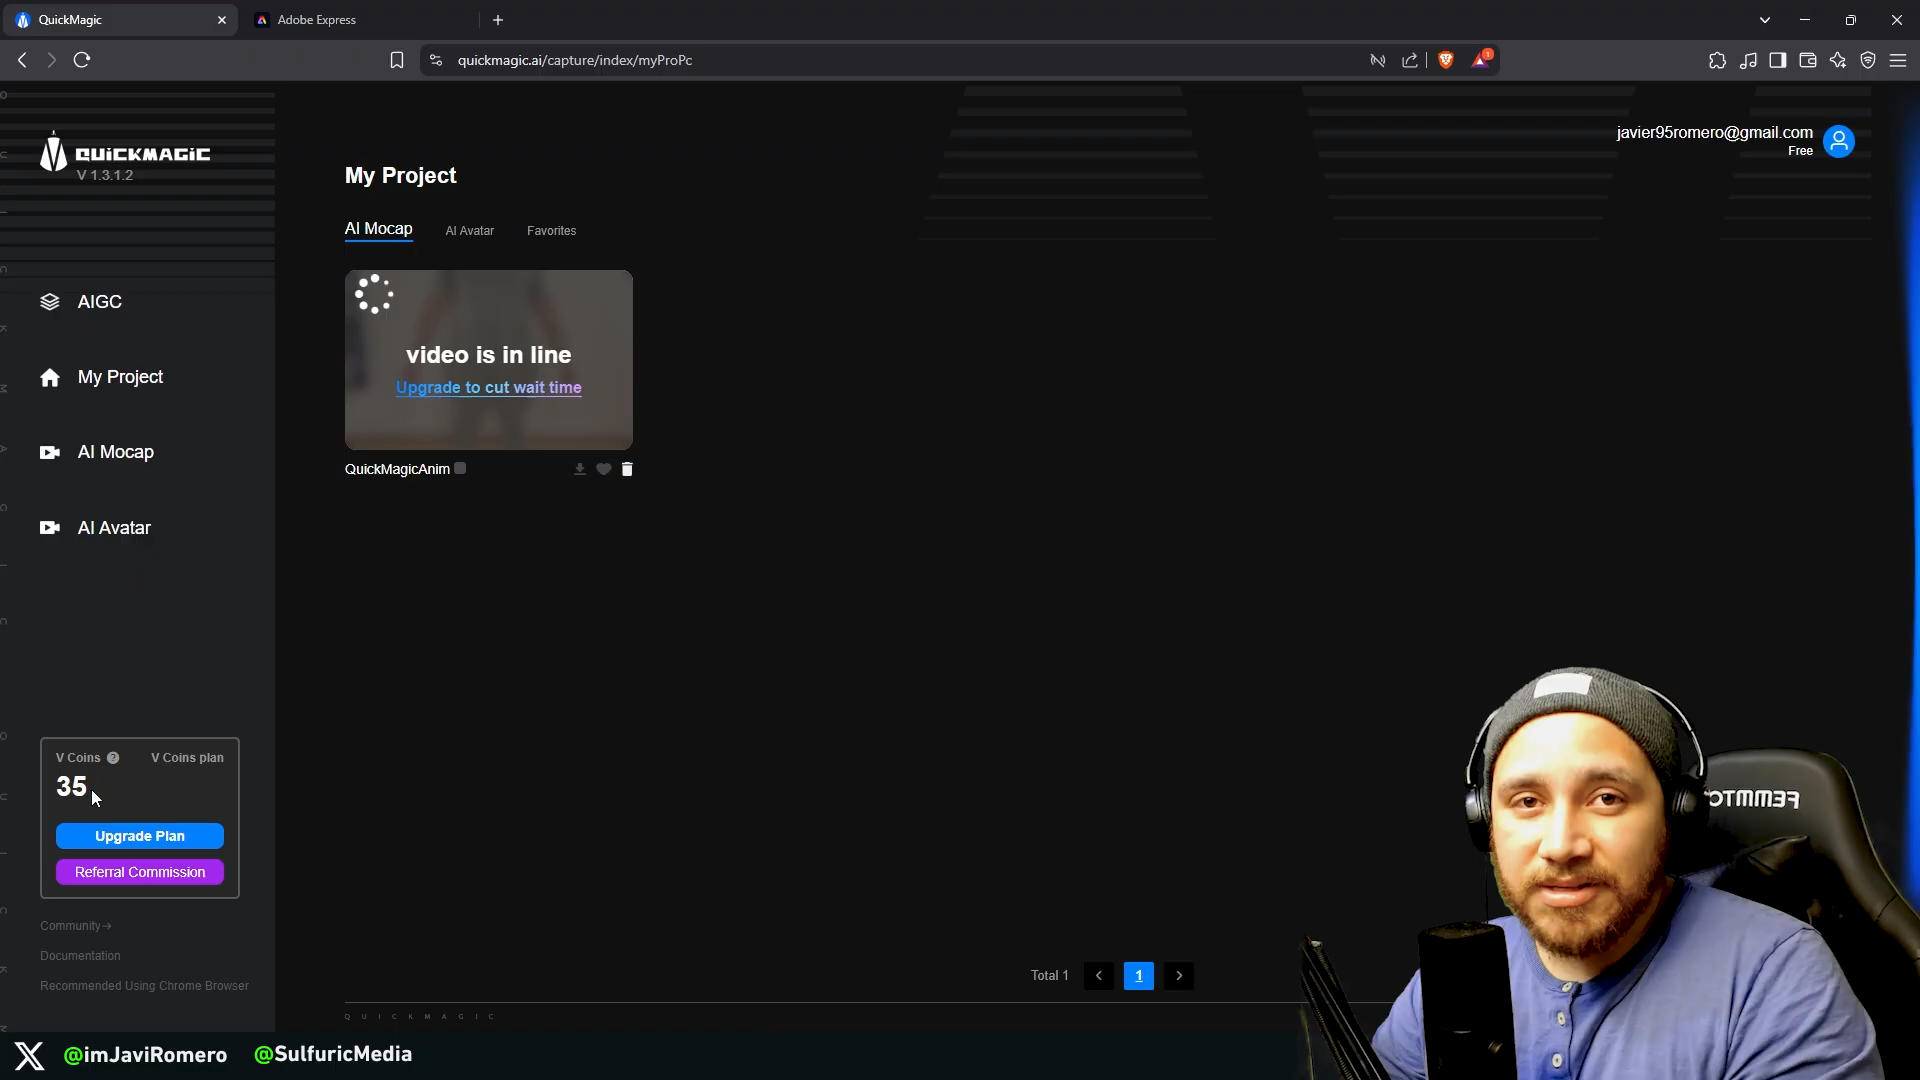 QuickMagic
Adobe Express
quickmagic.ai/capture/index/myProPc
1
QUICKMAGIC
V 1.3.1.2
javier95romero@gmail.com
Free
My Project
AI Mocap
AI Avatar
Favorites
AIGC
My Project
AI Mocap
AI Avatar
video is in line
Upgrade to cut wait time
QuickMagicAnim
V Coins ?
V Coins plan
35
Upgrade Plan
Referral Commission
Community→
Documentation
Recommended Using Chrome Browser
Total 1
< 1 >
QUICKMAGIC
FEMMTO
X @imJaviRomero @SulfuricMedia